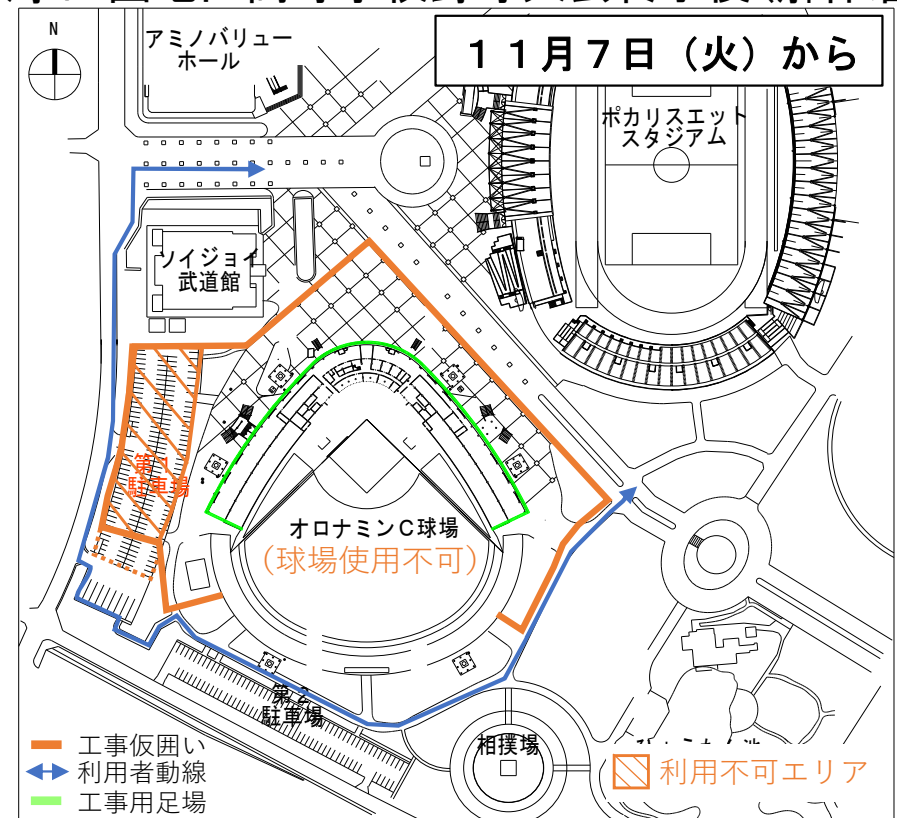 １１月７日（火）から
N
アミノバリュー
ホール
ポカリスエット
スタジアム
ソイジョイ
武道館
第１
駐車場
オロナミンＣ球場
(球場使用不可)
第２
駐車場
相撲場
工事仮囲い
利用者動線
工事用足場
利用不可エリア